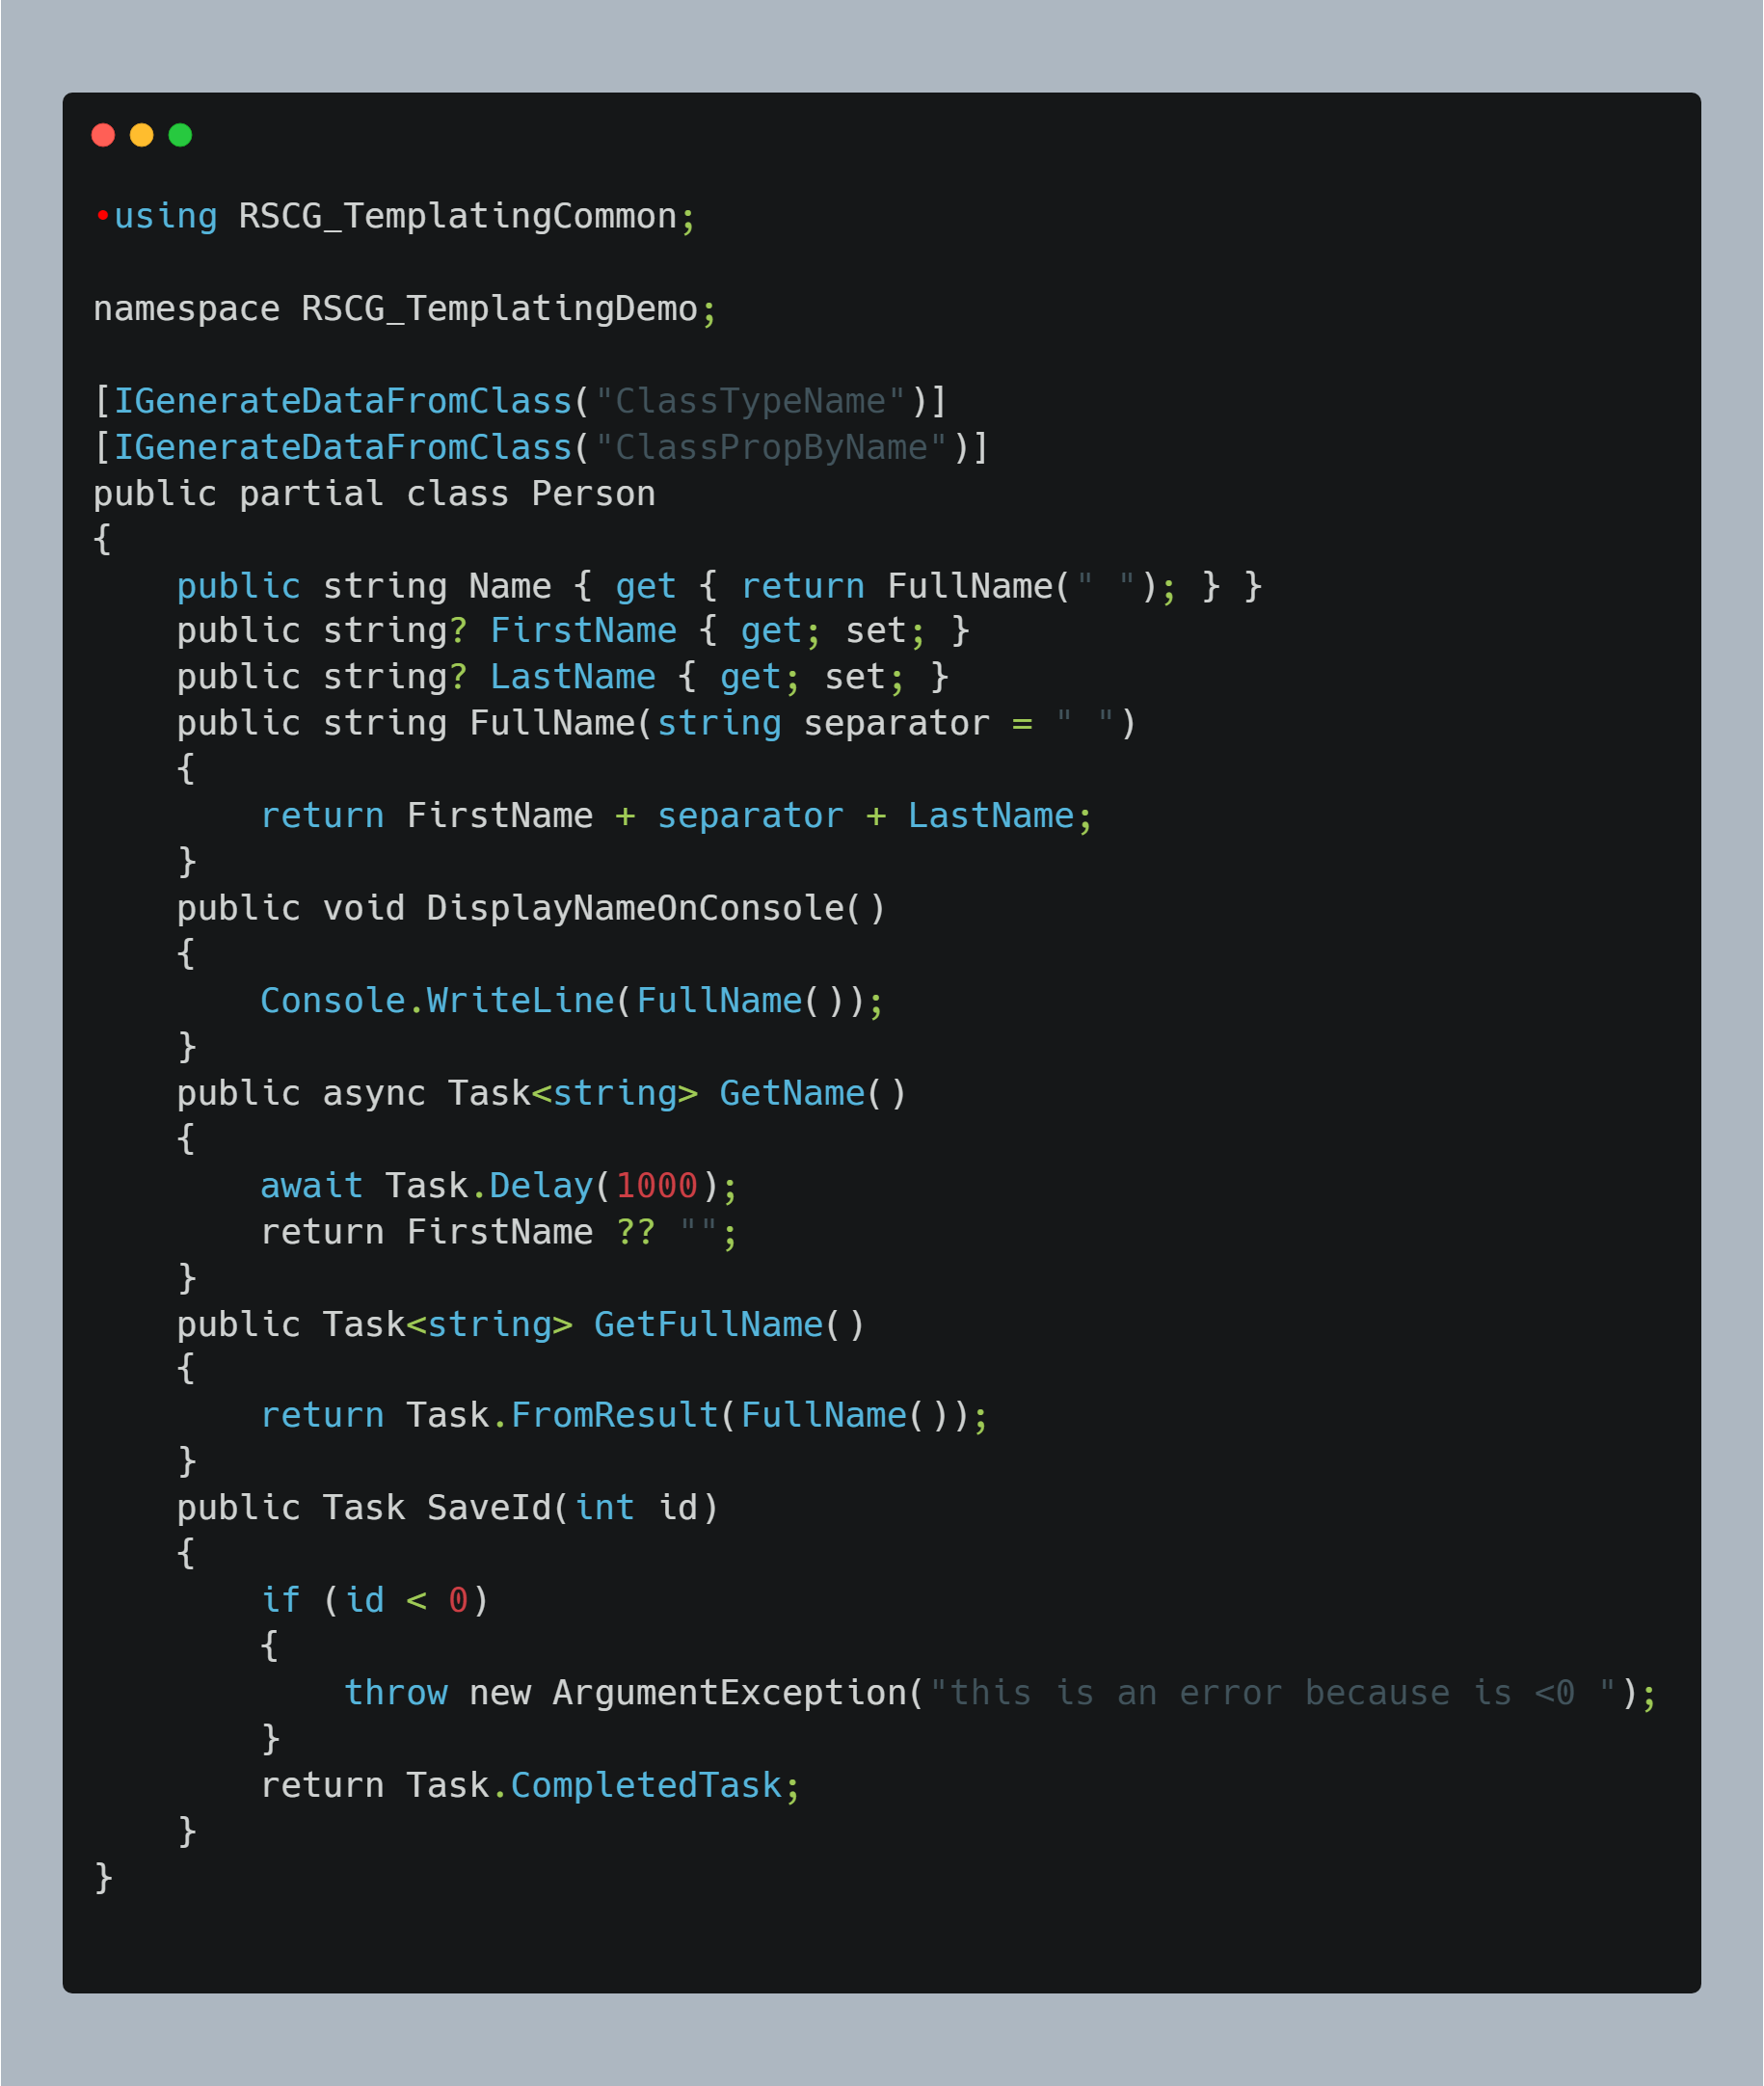 •using RSCG_TemplatingCommon;

namespace RSCG_TemplatingDemo;

[IGenerateDataFromClass("ClassTypeName")]
[IGenerateDataFromClass("ClassPropByName")]
public partial class Person
{
    public string Name { get { return FullName(" "); } }
    public string? FirstName { get; set; }
    public string? LastName { get; set; }
    public string FullName(string separator = " ")
    {
        return FirstName + separator + LastName;
    }
    public void DisplayNameOnConsole()
    {
        Console.WriteLine(FullName());
    }
    public async Task<string> GetName()
    {
        await Task.Delay(1000);
        return FirstName ?? "";
    }
    public Task<string> GetFullName()
    {
        return Task.FromResult(FullName());
    }
    public Task SaveId(int id)
    {
        if (id < 0)
        {
            throw new ArgumentException("this is an error because is <0 ");
        }
        return Task.CompletedTask;
    }
}